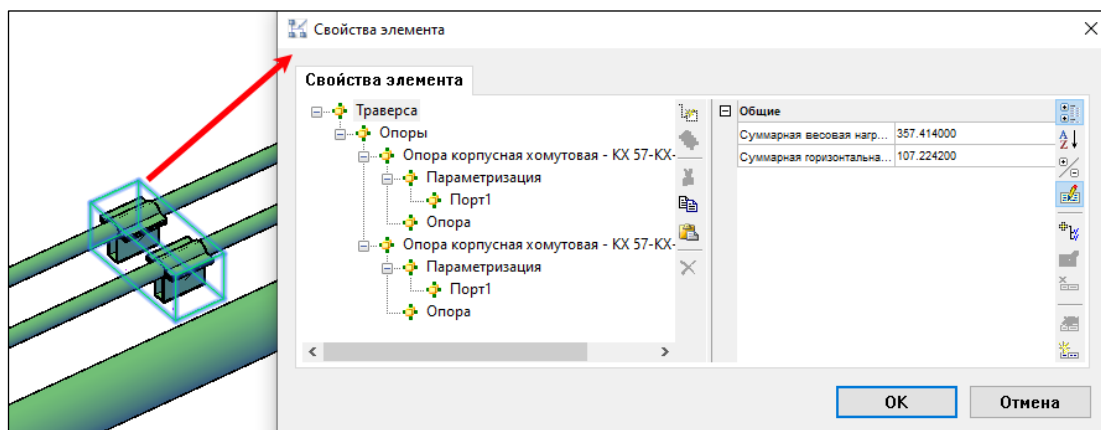 Свойства элемента
Свойства элемента
Траверса
Опоры
Опора корпусная хомутовая - КХ 57-КХ-
Параметризация
Порт1
Опора
Опора корпусная хомутовая - КХ 57-КХ-
Параметризация
Порт1
Опора
Общие
Суммарная весовая нагр... 357.414000
Суммарная горизонтальна... 107.224200
OK Отмена